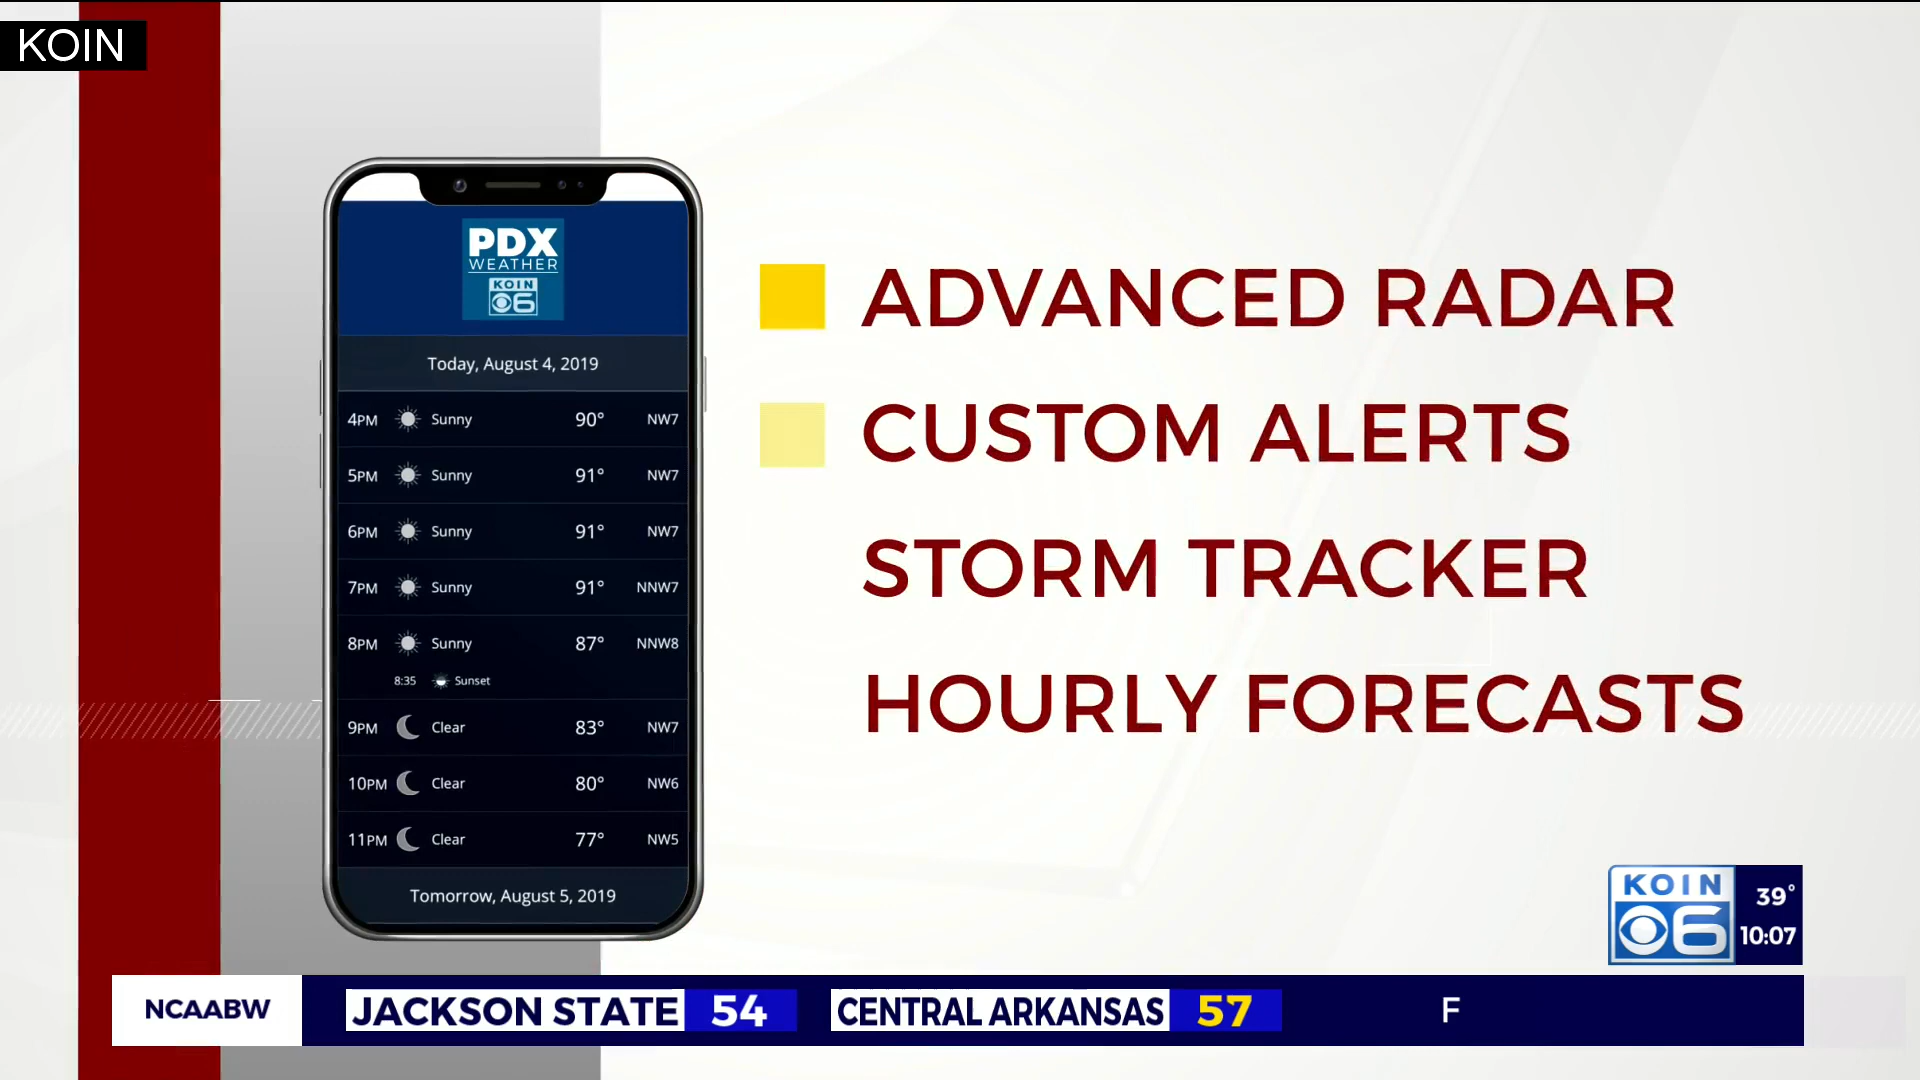 KOIN
PDX
WEATHER
KOIN
6
Today, August 4, 2019
4PM Sunny 90° NW7
5PM Sunny 91° NW7
6PM Sunny 91° NW7
7PM Sunny 91° NNW7
8PM Sunny 87° NNW8
8:35 Sunset
9PM Clear 83° NW7
10PM Clear 80° NW6
11PM Clear 77° NW5
Tomorrow, August 5, 2019
ADVANCED RADAR
CUSTOM ALERTS
STORM TRACKER
HOURLY FORECASTS
KOIN
6
39°
10:07
NCAABW JACKSON STATE 54 CENTRAL ARKANSAS 57 F